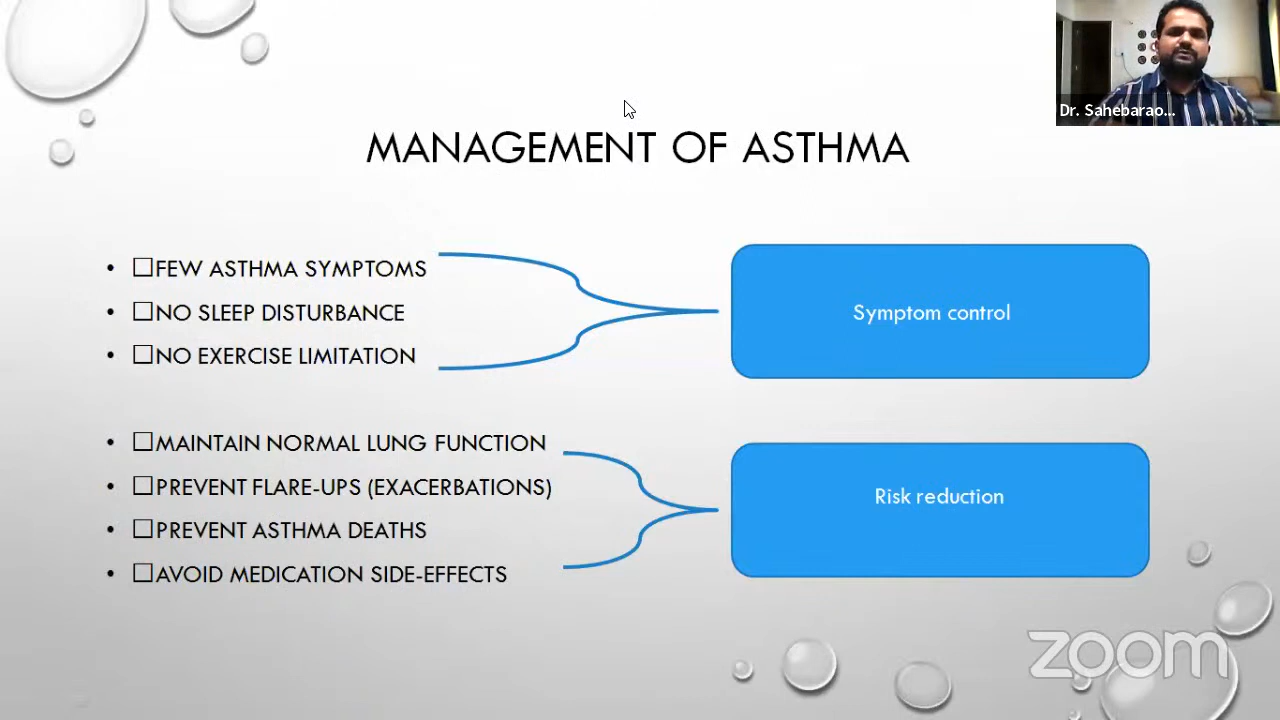 Dr. Sahebarao...
MANAGEMENT OF ASTHMA
• ☐FEW ASTHMA SYMPTOMS
• ☐NO SLEEP DISTURBANCE
• ☐NO EXERCISE LIMITATION
Symptom control
• ☐MAINTAIN NORMAL LUNG FUNCTION
• ☐PREVENT FLARE-UPS (EXACERBATIONS)
• ☐PREVENT ASTHMA DEATHS
• ☐AVOID MEDICATION SIDE-EFFECTS
Risk reduction
zoom